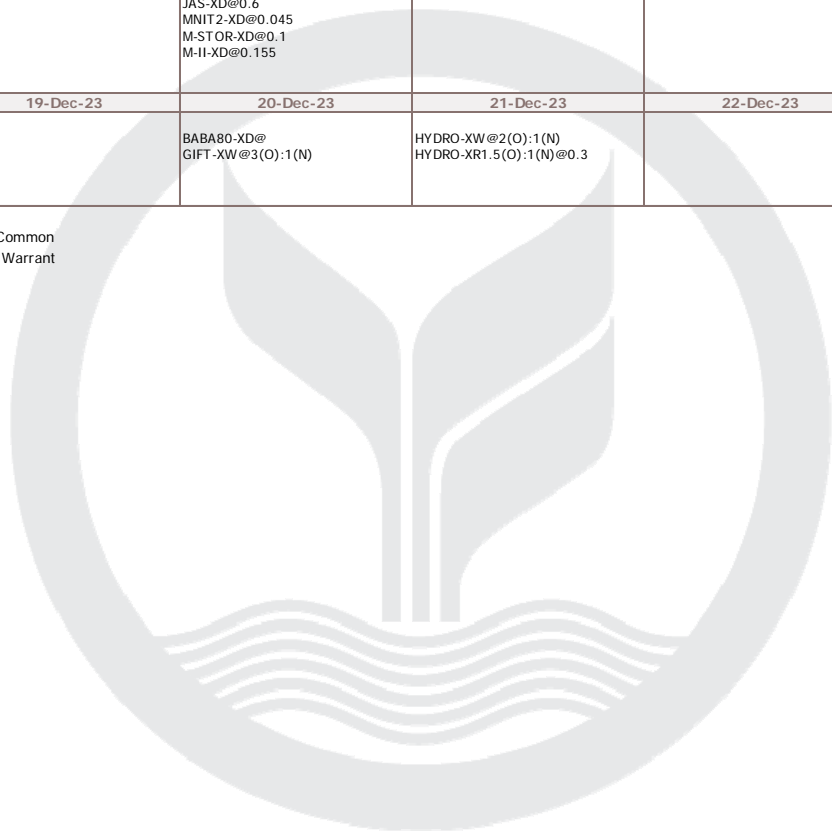 JAS-XD@0.6
MNIT2-XD@0.045
M-STOR-XD@0.1
M-II-XD@0.155
19-Dec-23 20-Dec-23 21-Dec-23 22-Dec-23
BABA80-XD@
GIFT-XW@3(O):1(N)
HYDRO-XW@2(O):1(N)
HYDRO-XR1.5(O):1(N)@0.3
Common
Warrant